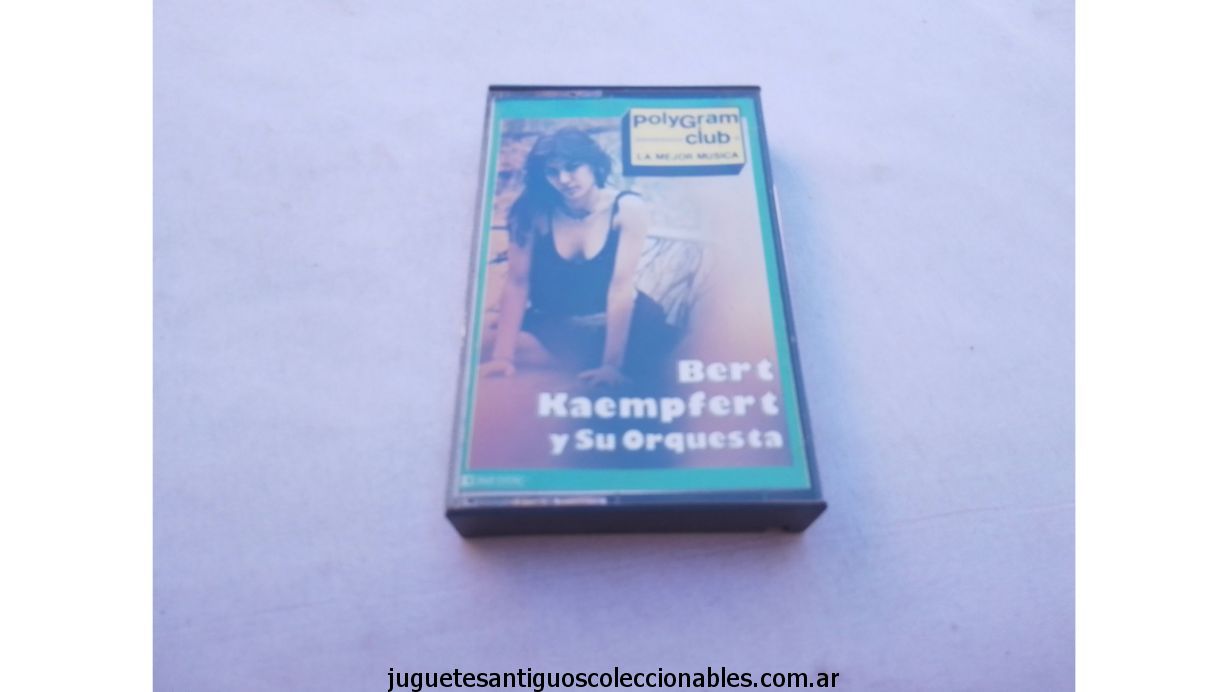 polyGram
club
LA MEJOR MUSICA
Bert
Kaempfert
y Su Orquesta
juguetesantiguoscoleccionables.com.ar